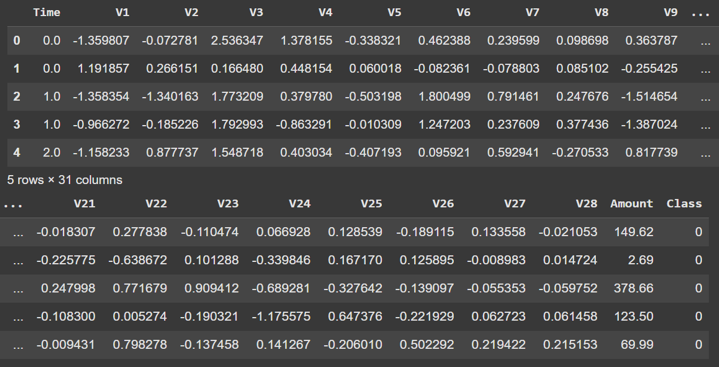 Time V1 V2 V3 V4 V5 V6 V7 V8 V9 ...
0 0.0 -1.359807 -0.072781 2.536347 1.378155 -0.338321 0.462388 0.239599 0.098698 0.363787 ...
1 0.0 1.191857 0.266151 0.166480 0.448154 0.060018 -0.082361 -0.078803 0.085102 -0.255425 ...
2 1.0 -1.358354 -1.340163 1.773209 0.379780 -0.503198 1.800499 0.791461 0.247676 -1.514654 ...
3 1.0 -0.966272 -0.185226 1.792993 -0.863291 -0.010309 1.247203 0.237609 0.377436 -1.387024 ...
4 2.0 -1.158233 0.877737 1.548718 0.403034 -0.407193 0.095921 0.592941 -0.270533 0.817739 ...
5 rows × 31 columns
... V21 V22 V23 V24 V25 V26 V27 V28 Amount Class
... -0.018307 0.277838 -0.110474 0.066928 0.128539 -0.189115 0.133558 -0.021053 149.62 0
... -0.225775 -0.638672 0.101288 -0.339846 0.167170 0.125895 -0.008983 0.014724 2.69 0
... 0.247998 0.771679 0.909412 -0.689281 -0.327642 -0.139097 -0.055353 -0.059752 378.66 0
... -0.108300 0.005274 -0.190321 -1.175575 0.647376 -0.221929 0.062723 0.061458 123.50 0
... -0.009431 0.798278 -0.137458 0.141267 -0.206010 0.502292 0.219422 0.215153 69.99 0